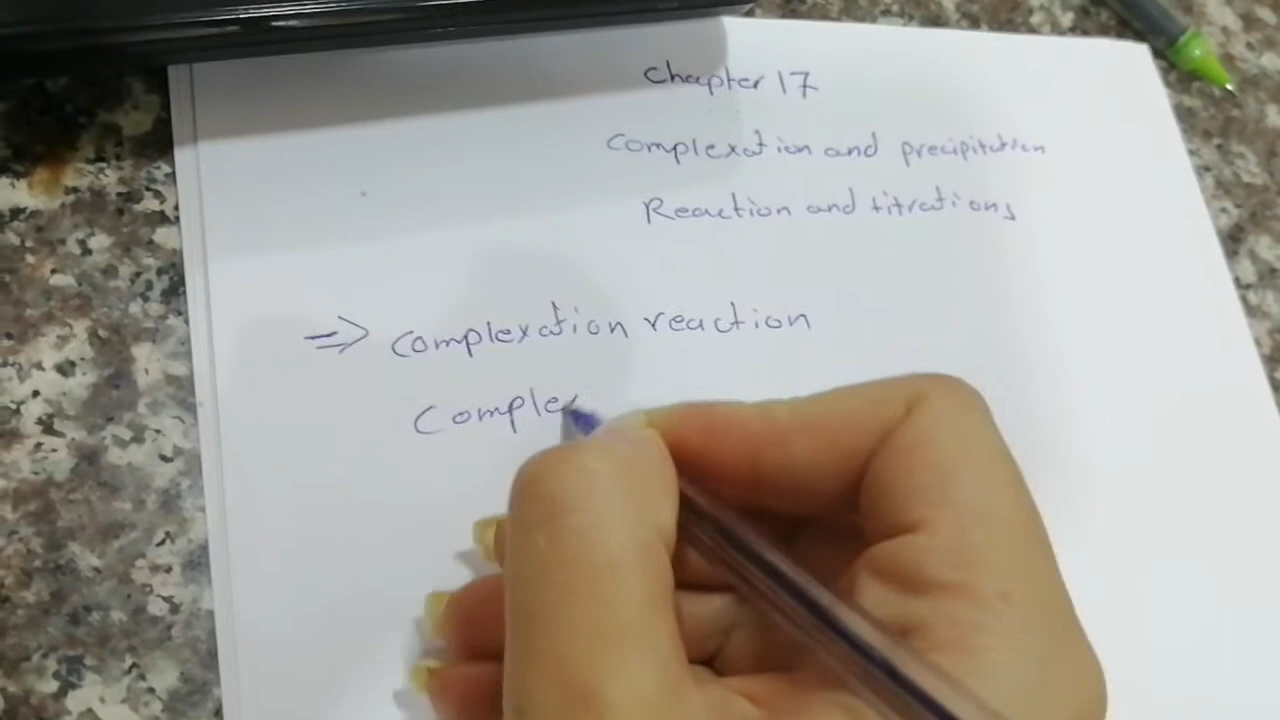 Chapter 17
Complexation and precipitation
Reaction and titrations
=> complexation reaction
Comple